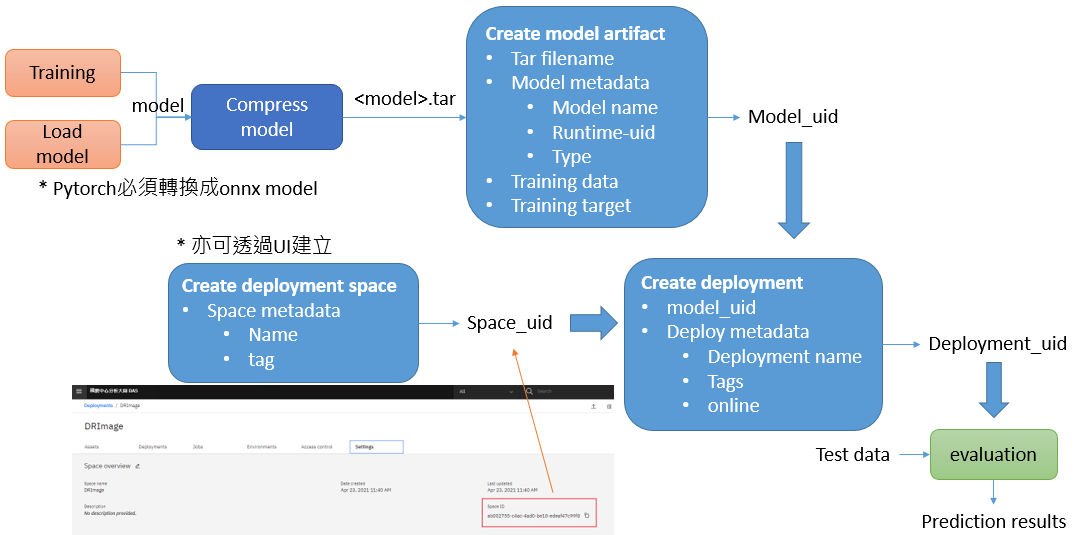 Training
Load
model
model
Compress
model
<model>.tar
* Pytorch必須轉換成onnx model
Create model artifact
• Tar filename
• Model metadata
• Model name
• Runtime-uid
• Type
• Training data
• Training target
Model_uid
* 亦可透過UI建立
Create deployment space
• Space metadata
• Name
• tag
Space_uid
Create deployment
• model_uid
• Deploy metadata
• Deployment name
• Tags
• online
Deployment_uid
Test data
evaluation
Prediction results
DAS
All
Search
Deployments / DRImage
DRImage
Assets
Deployments
Jobs
Environments
Access control
Settings
Space overview
Space name
DRImage
Date created
Apr 23, 2021 11:40 AM
Last updated
Apr 23, 2021 11:40 AM
Description
No description provided.
Space ID